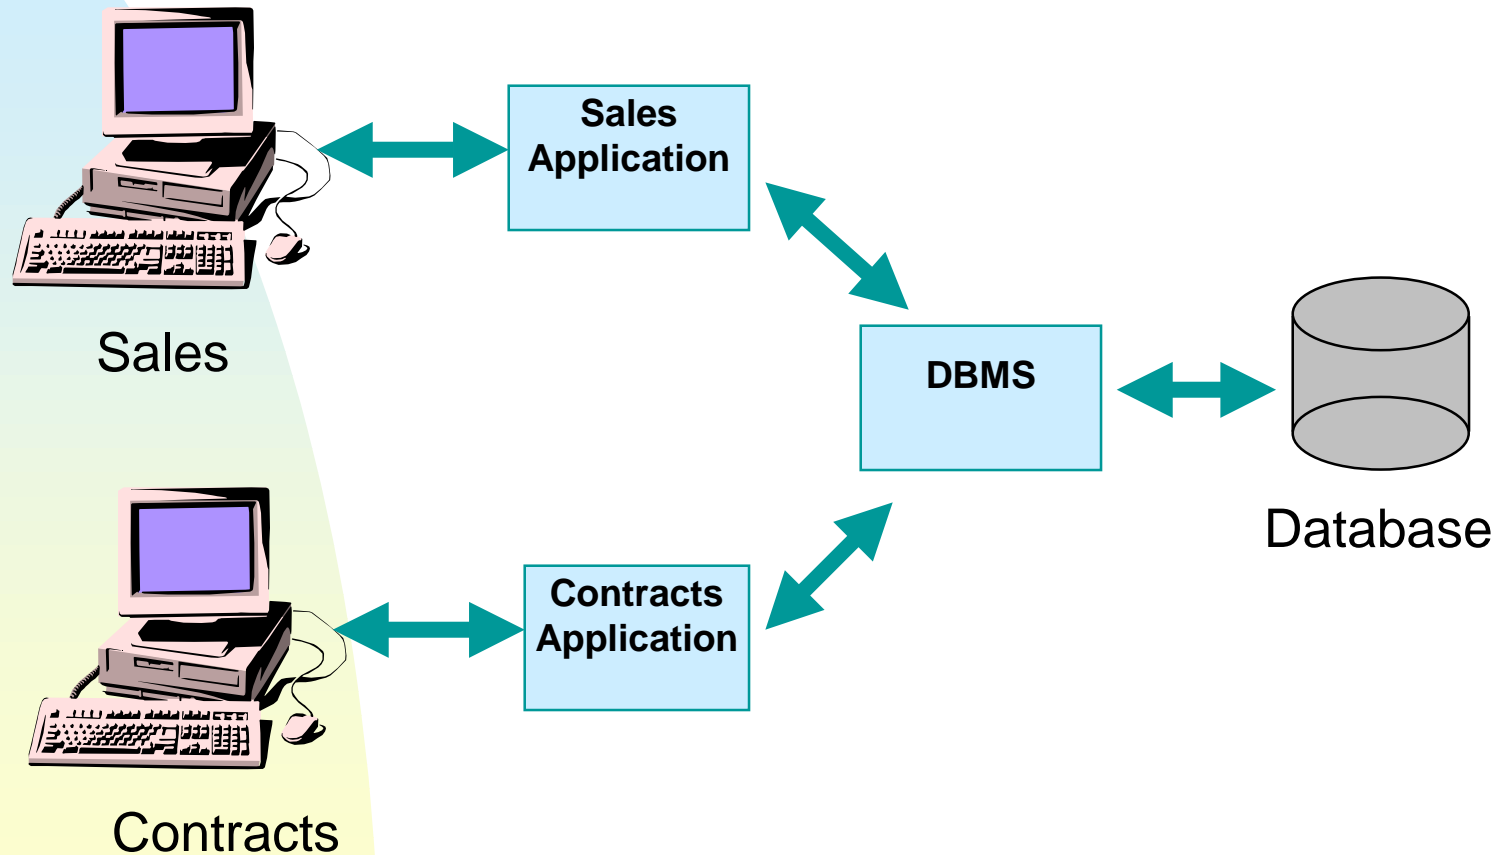 Sales
Application
Sales
DBMS
Database
Contracts
Application
Contracts